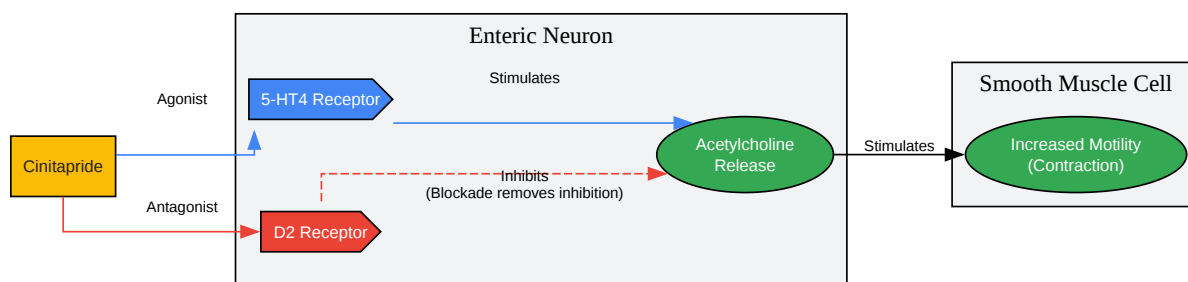 Enteric Neuron
Stimulates
Smooth Muscle Cell
Agonist
5-HT4 Receptor
Cinitapride
Acetylcholine
Release
Stimulates
Increased Motility
(Contraction)
Inhibits
(Blockade removes inhibition)
Antagonist
D2 Receptor